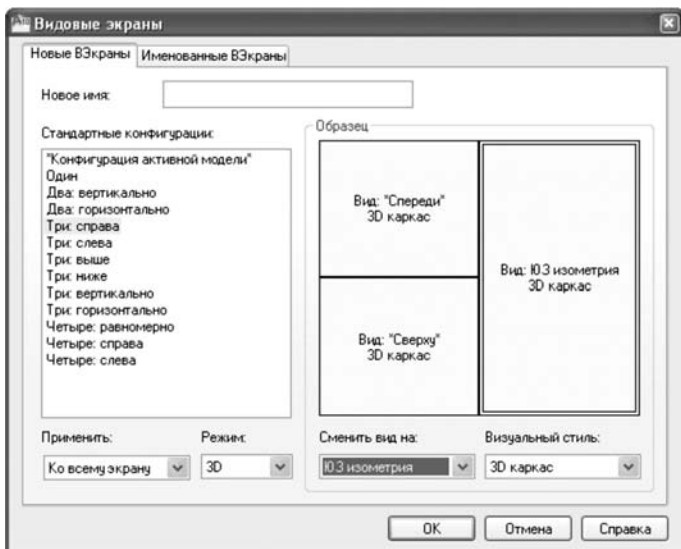 Видовые экраны
Новые ВЭкраны
Именованные ВЭкраны
Новое имя:
Стандартные конфигурации:
"Конфигурация активной модели"
Один
Два: вертикально
Два: горизонтально
Три: справа
Три: слева
Три: выше
Три: ниже
Три: вертикально
Три: горизонтально
Четыре: равномерно
Четыре: справа
Четыре: слева
Образец
Вид: "Спереди"
3D каркас
Вид: "Сверху"
3D каркас
Вид: Ю.З изометрия
3D каркас
Применить:
Ко всему экрану
Режим:
3D
Сменить вид на:
Ю.З изометрия
Визуальный стиль:
3D каркас
OK
Отмена
Справка